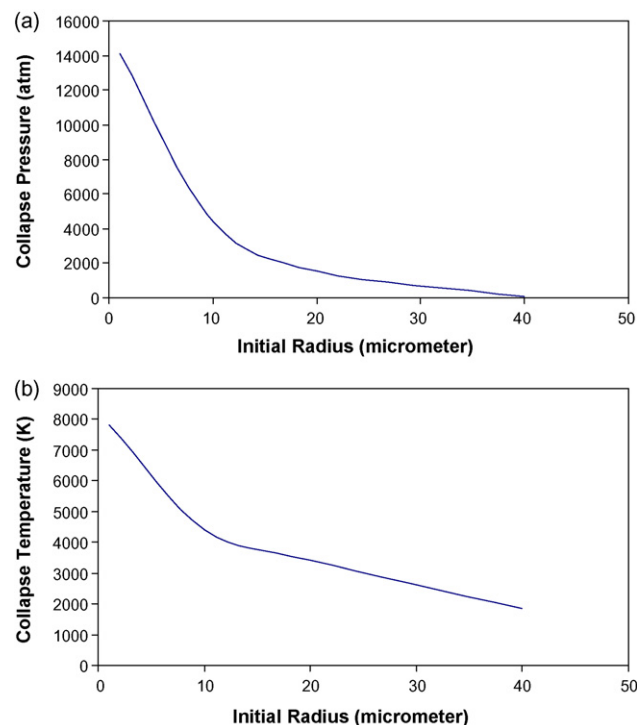 (a)
Collapse Pressure (atm)
16000
14000
12000
10000
8000
6000
4000
2000
0
0 10 20 30 40 50
Initial Radius (micrometer)
(b)
Collapse Temperature (K)
9000
8000
7000
6000
5000
4000
3000
2000
1000
0
0 10 20 30 40 50
Initial Radius (micrometer)